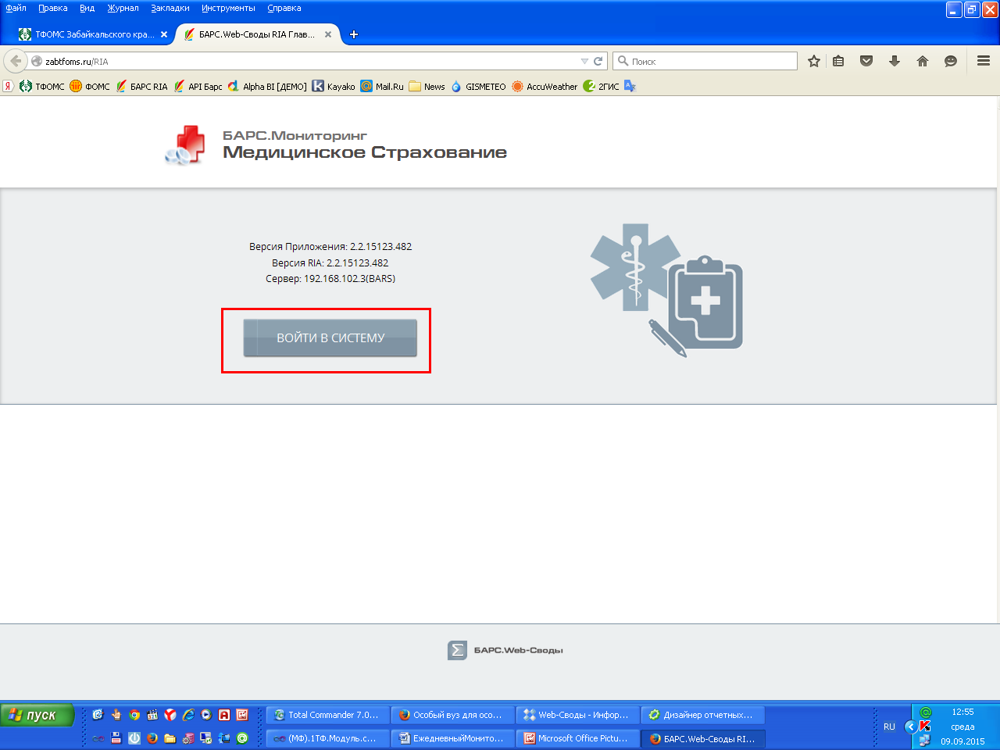 Файл Правка Вид Журнал Закладки Инструменты Справка
ТФОМС Забайкальского кра... БАРС.Web-Своды RIA Глав...
zabtfoms.ru/RIA Поиск
Я ТФОМС ФОМС БАРС RIA API Барс Alpha BI [ДЕМО] Kayako Mail.Ru News GISMETEO AccuWeather 2ГИС
БАРС.Мониторинг
Медицинское Страхование
Версия Приложения: 2.2.15123.482
Версия RIA: 2.2.15123.482
Сервер: 192.168.102.3(BARS)
ВОЙТИ В СИСТЕМУ
БАРС.Web-Своды
пуск
Total Commander 7.0... Особый вуз для осо... Web-Своды - Инфор... Дизайнер отчетных...
(МФ).1ТФ.Модуль.с... ЕжедневныйМонито... Microsoft Office Pictu... БАРС.Web-Своды RI...
RU
12:55
среда
09.09.2015